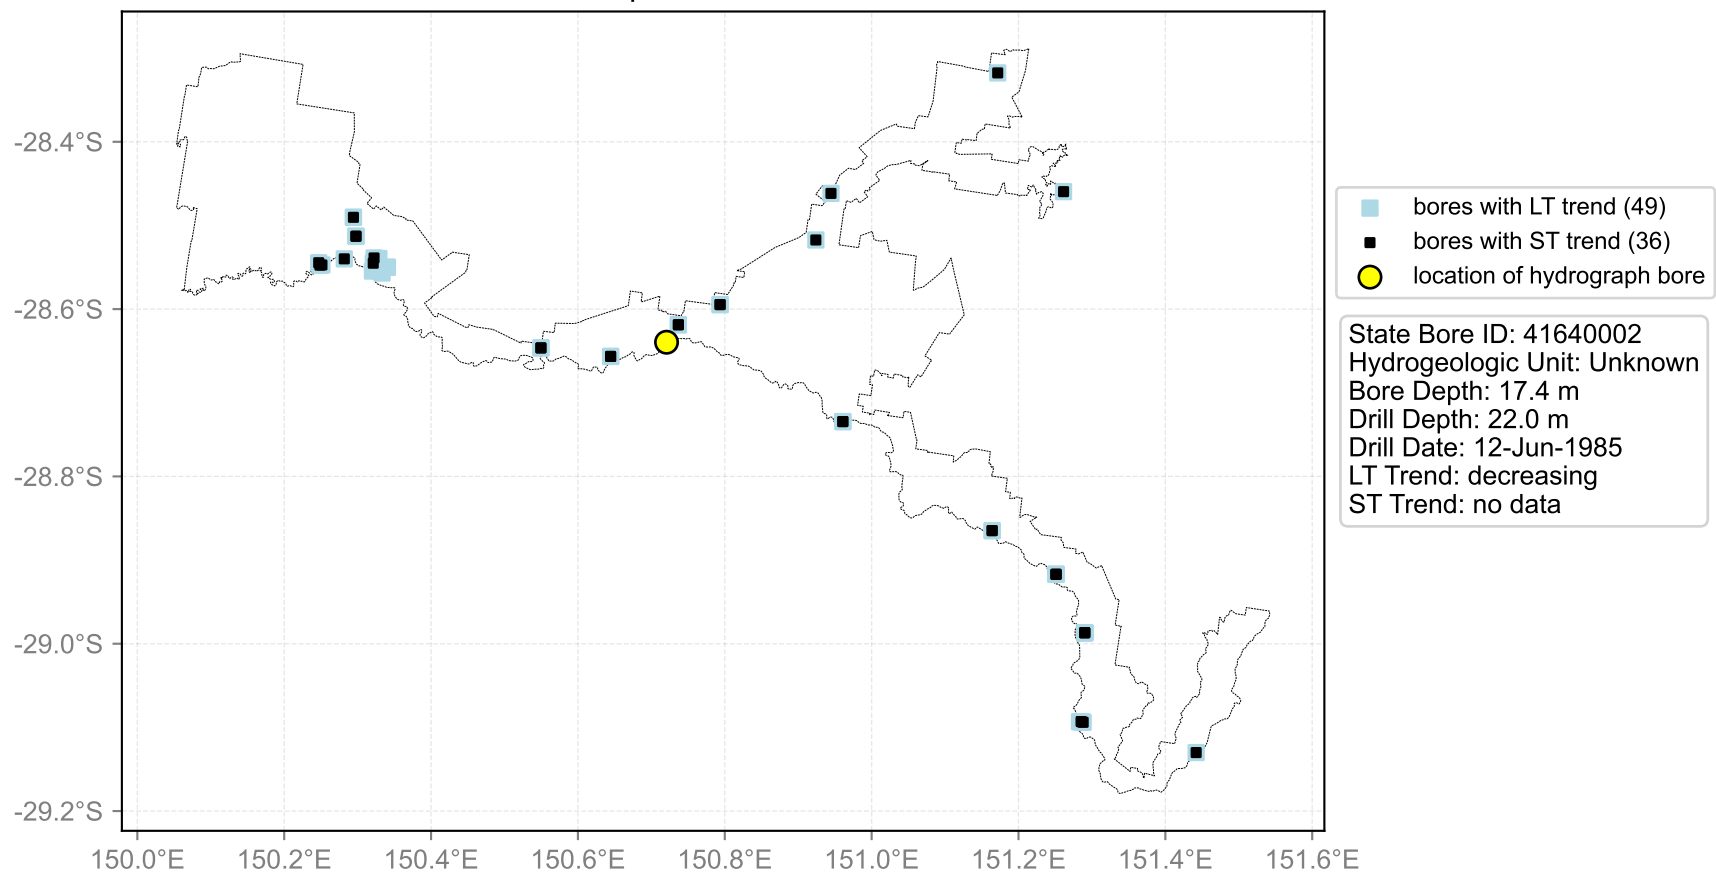 -28.4°S
-28.6°S
-28.8°S
-29.0°S
-29.2°S
150.0°E 150.2°E 150.4°E 150.6°E 150.8°E 151.0°E 151.2°E 151.4°E 151.6°E
bores with LT trend (49)
bores with ST trend (36)
location of hydrograph bore
State Bore ID: 41640002
Hydrogeologic Unit: Unknown
Bore Depth: 17.4 m
Drill Depth: 22.0 m
Drill Date: 12-Jun-1985
LT Trend: decreasing
ST Trend: no data